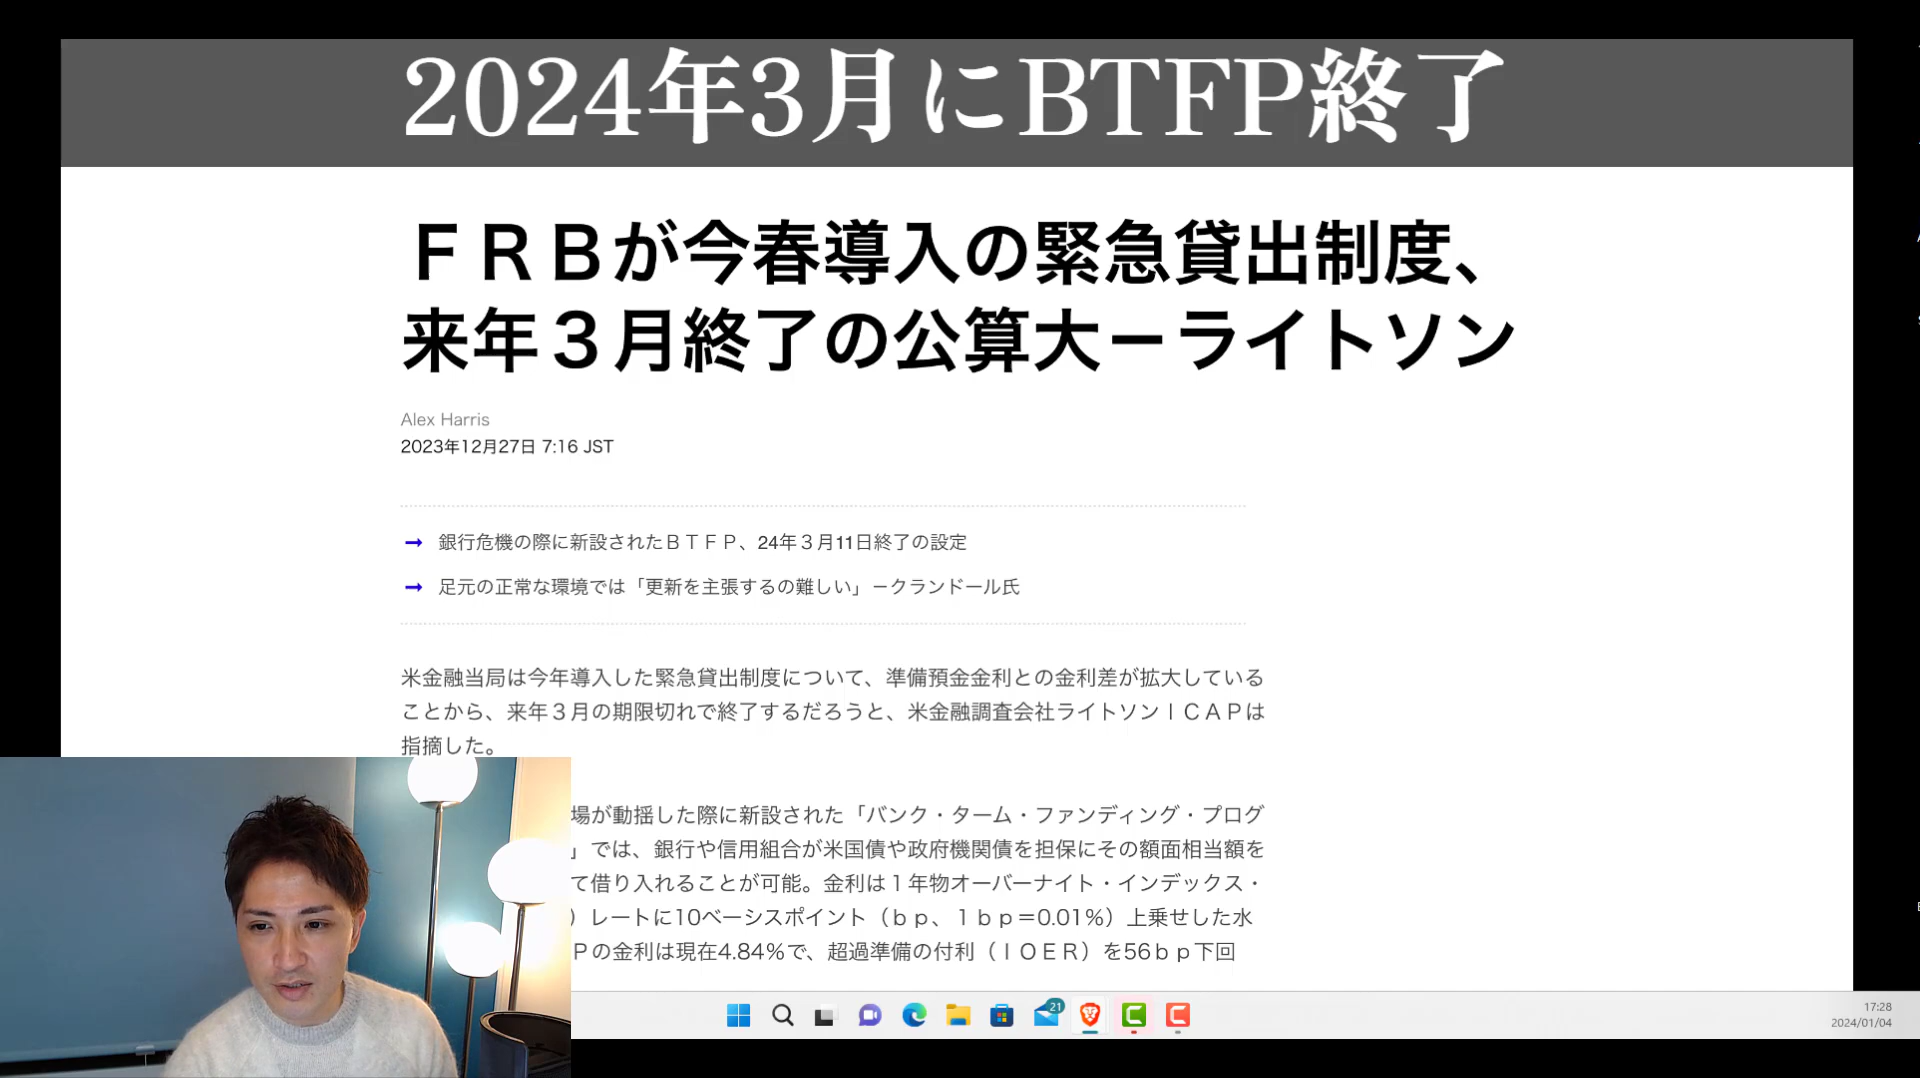 2024年3月にBTFP終了
ＦＲＢが今春導入の緊急貸出制度、
来年３月終了の公算大－ライトソン
Alex Harris
2023年12月27日 7:16 JST
→ 銀行危機の際に新設されたＢＴＦＰ、24年３月11日終了の設定
→ 足元の正常な環境では「更新を主張するの難しい」－クランドール氏
米金融当局は今年導入した緊急貸出制度について、準備預金金利との金利差が拡大している
ことから、来年３月の期限切れで終了するだろうと、米金融調査会社ライトソンＩＣＡＰは
指摘した。
場が動揺した際に新設された「バンク・ターム・ファンディング・プログ
」では、銀行や信用組合が米国債や政府機関債を担保にその額面相当額を
て借り入れることが可能。金利は１年物オーバーナイト・インデックス・
）レートに10ベーシスポイント（ｂｐ、１ｂｐ＝0.01％）上乗せした水
Ｐの金利は現在4.84％で、超過準備の付利（ＩＯＥＲ）を56ｂｐ下回
21
17:28
2024/01/04